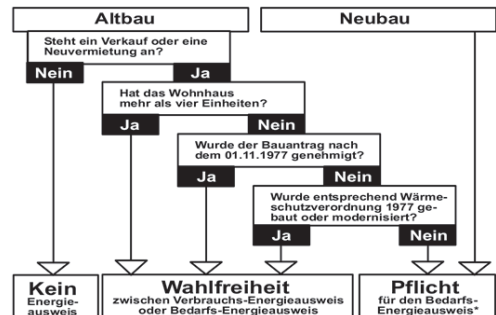 Altbau
Neubau
Steht ein Verkauf oder eine
Neuvermietung an?
Nein
Ja
Hat das Wohnhaus
mehr als vier Einheiten?
Ja
Nein
Wurde der Bauantrag nach
dem 01.11.1977 genehmigt?
Ja
Nein
Wurde entsprechend Wärme-
schutzverordnung 1977 ge-
baut oder modernisiert?
Ja
Nein
Kein
Energie-
ausweis
Wahlfreiheit
zwischen Verbrauchs-Energieausweis
oder Bedarfs-Energieausweis
Pflicht
für den Bedarfs-
Energieausweis*